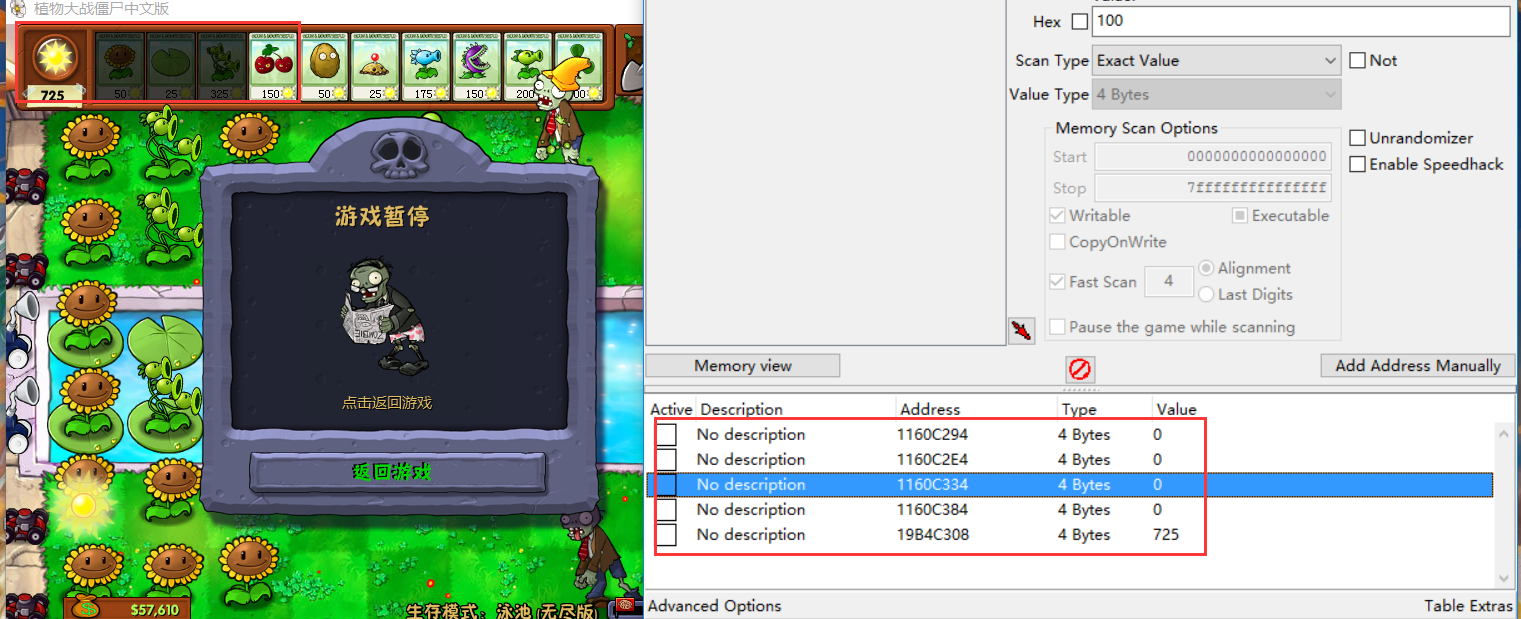 植物大战僵尸中文版
725
50 25 325 150 50 25 175 150 200
游戏暂停
点击返回游戏
返回游戏
$57,610
生存模式：泳池 (无尽版)
Hex 100
Scan Type Exact Value Not
Value Type 4 Bytes
Memory Scan Options
Unrandomizer
Start 0000000000000000
Enable Speedhack
Stop 7fffffffffffffff
Writable Executable
CopyOnWrite
Fast Scan 4 Alignment
Last Digits
Pause the game while scanning
Memory view Add Address Manually
Active Description Address Type Value
No description 1160C294 4 Bytes 0
No description 1160C2E4 4 Bytes 0
No description 1160C334 4 Bytes 0
No description 1160C384 4 Bytes 0
No description 19B4C308 4 Bytes 725
Advanced Options Table Extras